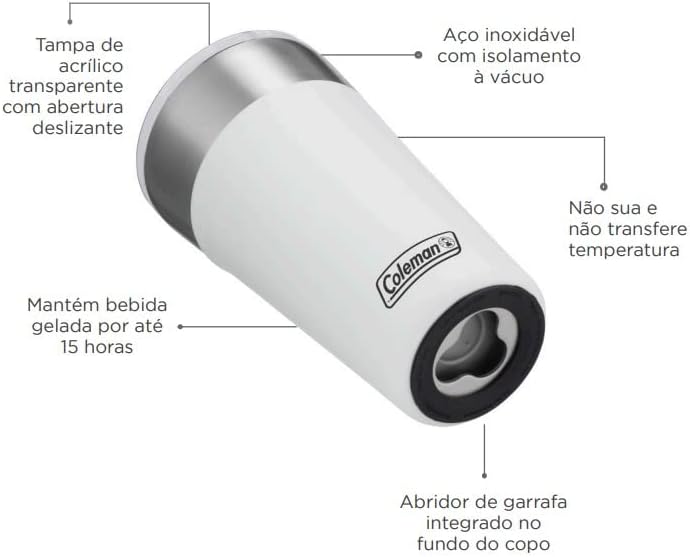 Tampa de
acrílico
transparente
com abertura
deslizante
Aço inoxidável
com isolamento
à vácuo
Não sua e
não transfere
temperatura
Coleman
Mantém bebida
gelada por até
15 horas
Abridor de garrafa
integrado no
fundo do copo